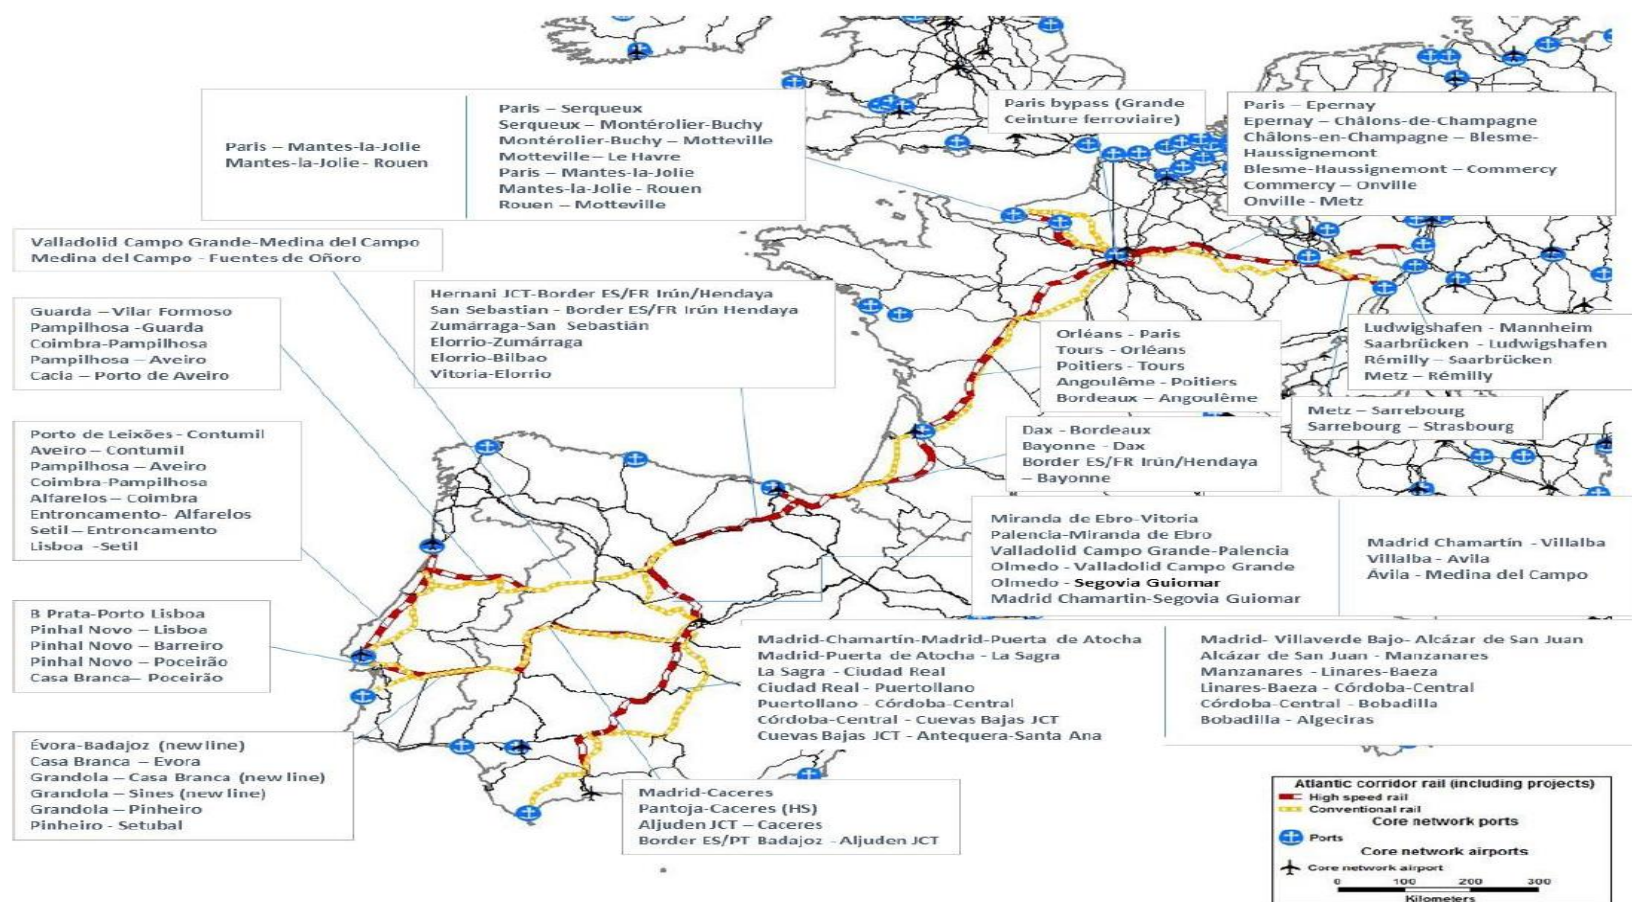 Paris – Mantes-la-Jolie
Mantes-la-Jolie - Rouen
Paris – Serqueux
Serqueux – Montérolier-Buchy
Montérolier-Buchy – Motteville
Motteville – Le Havre
Paris – Mantes-la-Jolie
Mantes-la-Jolie - Rouen
Rouen – Motteville
Paris bypass (Grande
Ceinture ferroviaire)
Paris – Epernay
Epernay – Châlons-de-Champagne
Châlons-en-Champagne – Blesme-
Haussignemont
Blesme-Haussignemont – Commercy
Commercy – Onville
Onville - Metz
Valladolid Campo Grande-Medina del Campo
Medina del Campo - Fuentes de Oñoro
Guarda – Vilar Formoso
Pampilhosa -Guarda
Coimbra-Pampilhosa
Pampilhosa – Aveiro
Cacia – Porto de Aveiro
Hernani JCT-Border ES/FR Irún/Hendaya
San Sebastian - Border ES/FR Irún Hendaya
Zumárraga-San Sebastián
Elorrio-Zumárraga
Elorrio-Bilbao
Vitoria-Elorrio
Orléans - Paris
Tours - Orléans
Poitiers - Tours
Angoulême - Poitiers
Bordeaux – Angoulême
Ludwigshafen - Mannheim
Saarbrücken - Ludwigshafen
Rémilly – Saarbrücken
Metz – Rémilly
Metz – Sarrebourg
Sarrebourg – Strasbourg
Dax - Bordeaux
Bayonne - Dax
Border ES/FR Irún/Hendaya
– Bayonne
Porto de Leixões - Contumil
Aveiro – Contumil
Pampilhosa – Aveiro
Coimbra-Pampilhosa
Alfarelos – Coimbra
Entroncamento- Alfarelos
Setil – Entroncamento
Lisboa -Setil
Miranda de Ebro-Vitoria
Palencia-Miranda de Ebro
Valladolid Campo Grande-Palencia
Olmedo - Valladolid Campo Grande
Olmedo - Segovia Guiomar
Madrid Chamartin-Segovia Guiomar
Madrid Chamartín - Villalba
Villalba - Avila
Ávila - Medina del Campo
B Prata-Porto Lisboa
Pinhal Novo – Lisboa
Pinhal Novo – Barreiro
Pinhal Novo – Poceirão
Casa Branca– Poceirão
Madrid-Chamartín-Madrid-Puerta de Atocha
Madrid-Puerta de Atocha - La Sagra
La Sagra - Ciudad Real
Ciudad Real - Puertollano
Puertollano - Córdoba-Central
Córdoba-Central - Cuevas Bajas JCT
Cuevas Bajas JCT - Antequera-Santa Ana
Madrid- Villaverde Bajo- Alcázar de San Juan
Alcázar de San Juan - Manzanares
Manzanares - Linares-Baeza
Linares-Baeza - Córdoba-Central
Córdoba-Central - Bobadilla
Bobadilla - Algeciras
Évora-Badajoz (new line)
Casa Branca – Evora
Grandola – Casa Branca (new line)
Grandola – Sines (new line)
Grandola – Pinheiro
Pinheiro - Setubal
Madrid-Caceres
Pantoja-Caceres (HS)
Aljuden JCT – Caceres
Border ES/PT Badajoz - Aljuden JCT
Atlantic corridor rail (including projects)
High speed rail
Conventional rail
Core network ports
Ports
Core network airports
Core network airport
0 100 200 300
Kilometers